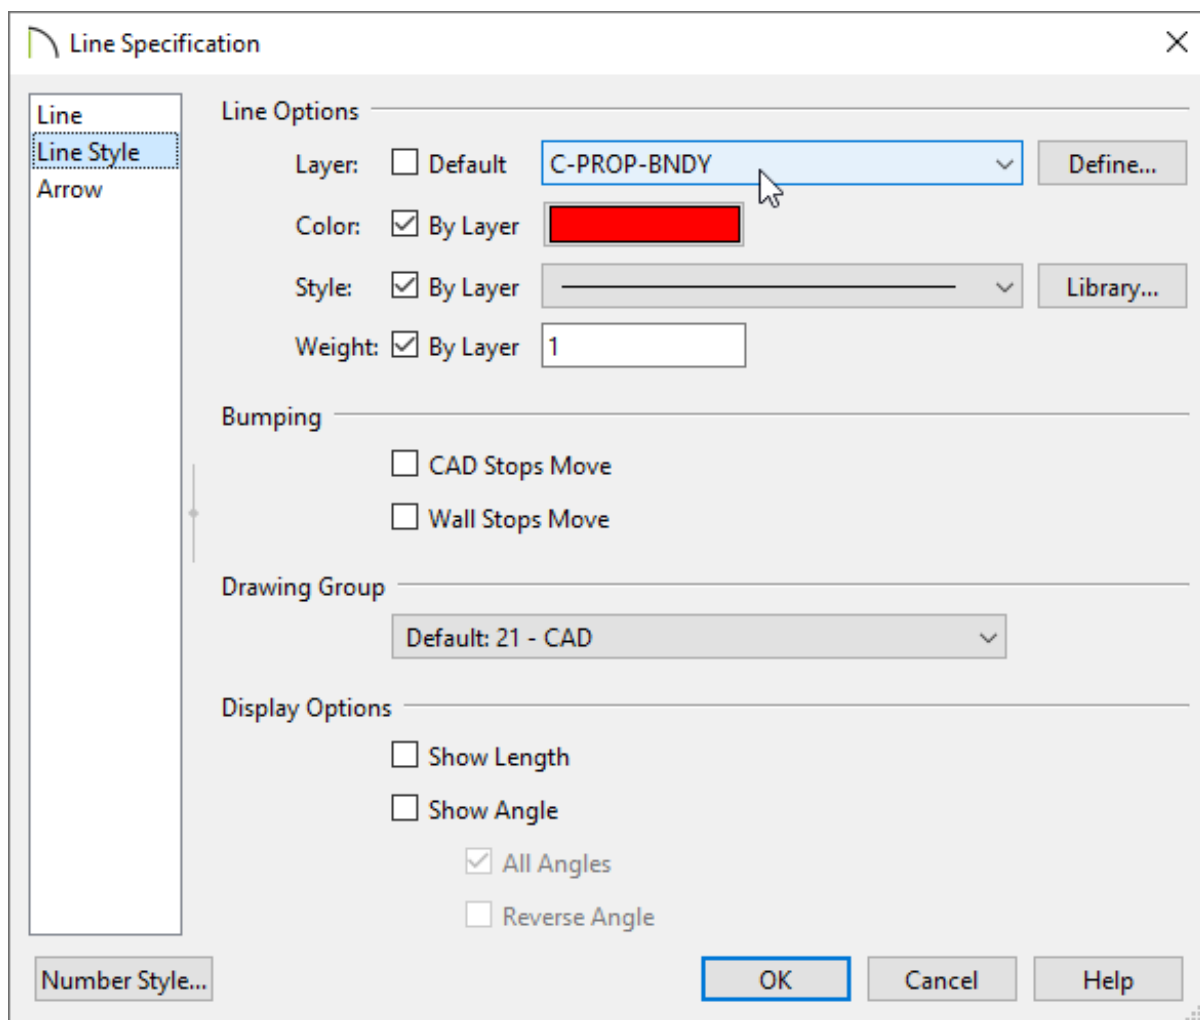 Line Specification
Line
Line Style
Arrow
Line Options
Layer: Default C-PROP-BNDY Define...
Color: By Layer
Style: By Layer Library...
Weight: By Layer 1
Bumping
CAD Stops Move
Wall Stops Move
Drawing Group
Default: 21 - CAD
Display Options
Show Length
Show Angle
All Angles
Reverse Angle
Number Style... OK Cancel Help